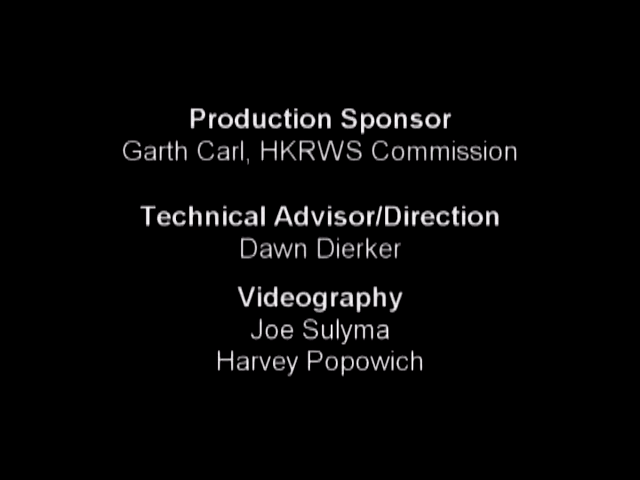 Production Sponsor
Garth Carl, HKRWS Commission
Technical Advisor/Direction
Dawn Dierker
Videography
Joe Sulyma
Harvey Popowich